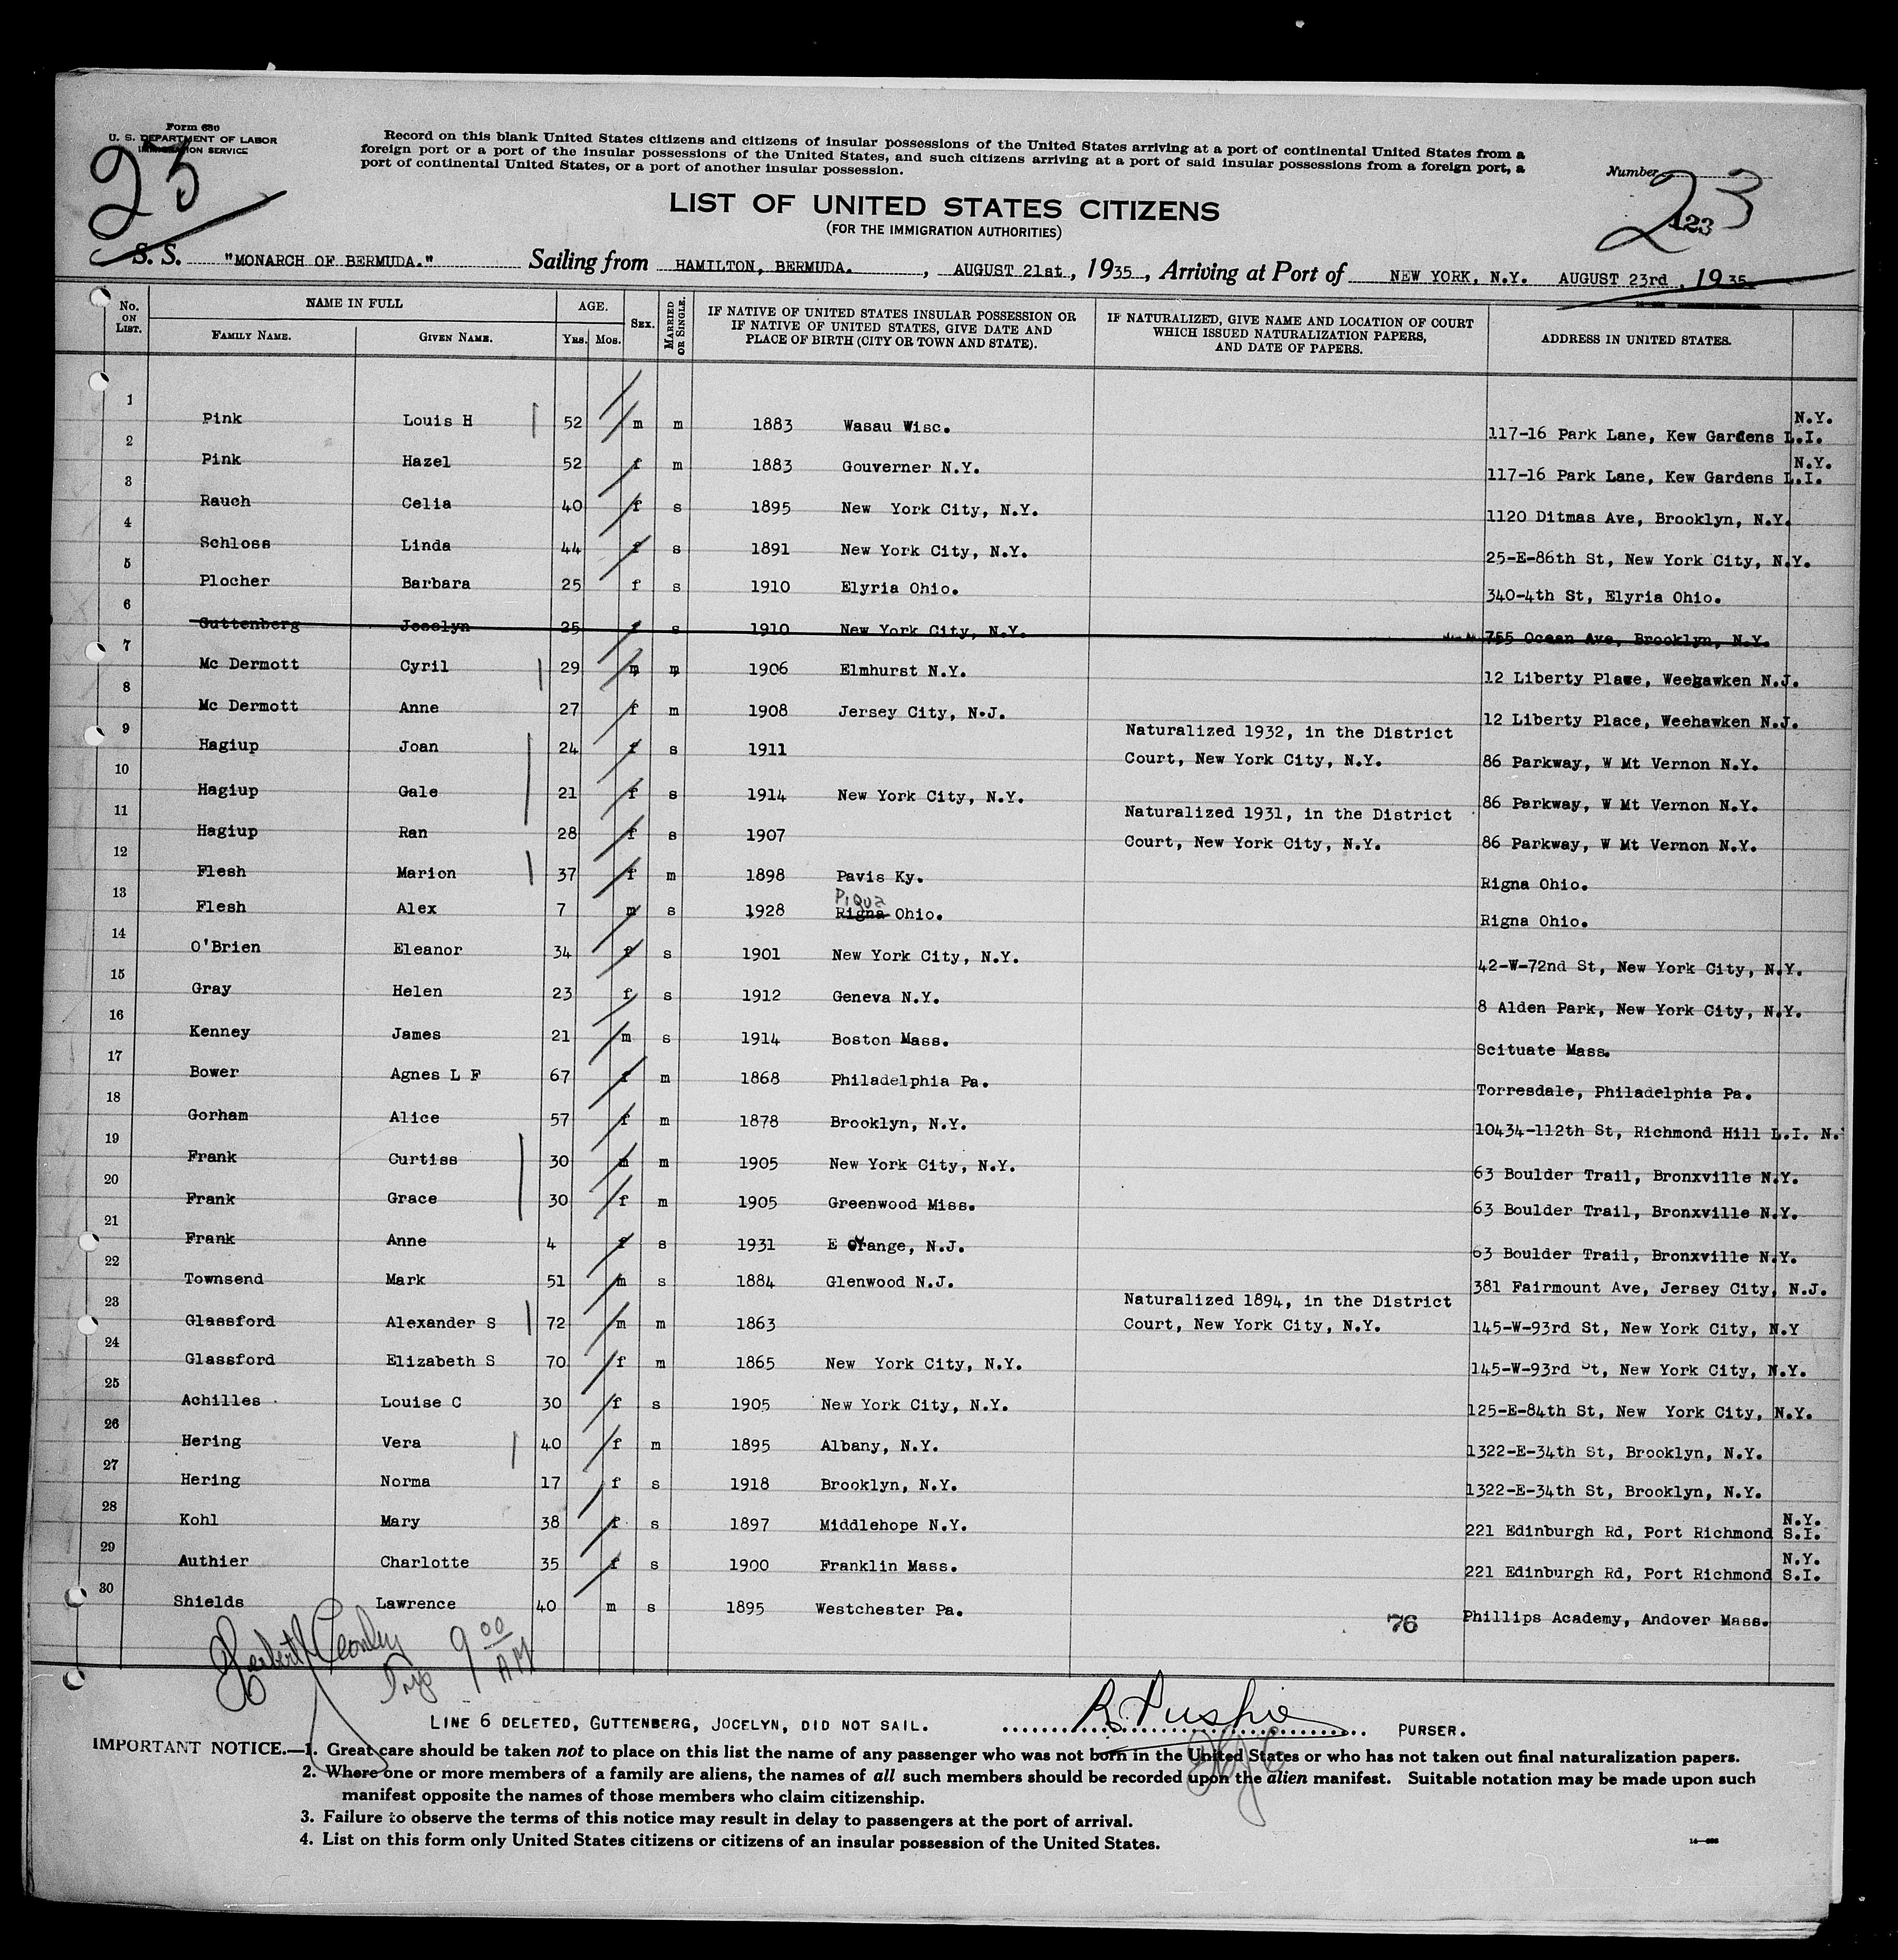 Form 630
U. S. DEPARTMENT OF LABOR
IMMIGRATION SERVICE
23
Record on this blank United States citizens and citizens of insular possessions of the United States arriving at a port of continental United States from a
foreign port or a port of the insular possessions of the United States, and such citizens arriving at a port of said insular possessions from a foreign port, a
port of continental United States, or a port of another insular possession.
Number
23
123
LIST OF UNITED STATES CITIZENS
(FOR THE IMMIGRATION AUTHORITIES)
S. S. "MONARCH OF BERMUDA." Sailing from HAMILTON, BERMUDA. , AUGUST 21st , 1935 , Arriving at Port of NEW YORK, N.Y. AUGUST 23rd , 1935.
No. ON LIST. NAME IN FULL FAMILY NAME. GIVEN NAME. AGE. YRS. MOS. SEX. MARRIED OR SINGLE. IF NATIVE OF UNITED STATES INSULAR POSSESSION OR IF NATIVE OF UNITED STATES, GIVE DATE AND PLACE OF BIRTH (CITY OR TOWN AND STATE). IF NATURALIZED, GIVE NAME AND LOCATION OF COURT WHICH ISSUED NATURALIZATION PAPERS, AND DATE OF PAPERS. ADDRESS IN UNITED STATES.
1 Pink Louis H 52 m m 1883 Wasau Wisc. 117-16 Park Lane, Kew Gardens L.I. N.Y.
2 Pink Hazel 52 f m 1883 Gouverner N.Y. 117-16 Park Lane, Kew Gardens L.I. N.Y.
3 Rauch Celia 40 f s 1895 New York City, N.Y. 1120 Ditmas Ave, Brooklyn, N.Y.
4 Schloss Linda 44 f s 1891 New York City, N.Y. 25-E-86th St, New York City, N.Y.
5 Plocher Barbara 25 f s 1910 Elyria Ohio. 340-4th St, Elyria Ohio.
6 Guttenberg Jocelyn 25 f s 1910 New York City, N.Y. 755 Ocean Ave, Brooklyn, N.Y.
7 Mc Dermott Cyril 29 m m 1906 Elmhurst N.Y. 12 Liberty Place, Weehawken N.J.
8 Mc Dermott Anne 27 f m 1908 Jersey City, N.J. 12 Liberty Place, Weehawken N.J.
9 Hagiup Joan 24 f s 1911 Naturalized 1932, in the District Court, New York City, N.Y. 86 Parkway, W Mt Vernon N.Y.
10 Hagiup Gale 21 f s 1914 New York City, N.Y. 86 Parkway, W Mt Vernon N.Y.
11 Hagiup Ran 28 f s 1907 Naturalized 1931, in the District Court, New York City, N.Y. 86 Parkway, W Mt Vernon N.Y.
12 Flesh Marion 37 f m 1898 Pavis Ky. Rigna Ohio.
13 Flesh Alex 7 m s 1928 Rigna Piqua Ohio. Rigna Ohio.
14 O'Brien Eleanor 34 f s 1901 New York City, N.Y. 42-W-72nd St, New York City, N.Y.
15 Gray Helen 23 f s 1912 Geneva N.Y. 8 Alden Park, New York City, N.Y.
16 Kenney James 21 m s 1914 Boston Mass. Scituate Mass.
17 Bower Agnes L F 67 f m 1868 Philadelphia Pa. Torresdale, Philadelphia Pa.
18 Gorham Alice 57 f m 1878 Brooklyn, N.Y. 10434-112th St, Richmond Hill L.I. N.Y
19 Frank Curtiss 30 m m 1905 New York City, N.Y. 63 Boulder Trail, Bronxville N.Y.
20 Frank Grace 30 f m 1905 Greenwood Miss. 63 Boulder Trail, Bronxville N.Y.
21 Frank Anne 4 f s 1931 E Orange, N.J. 63 Boulder Trail, Bronxville N.Y.
22 Townsend Mark 51 m s 1884 Glenwood N.J. 381 Fairmount Ave, Jersey City, N.J.
23 Glassford Alexander S 72 m m 1863 Naturalized 1894, in the District Court, New York City, N.Y. 145-W-93rd St, New York City, N.Y
24 Glassford Elizabeth S 70 f m 1865 New York City, N.Y. 145-W-93rd St, New York City, N.Y.
25 Achilles Louise C 30 f s 1905 New York City, N.Y. 125-E-84th St, New York City, N.Y.
26 Hering Vera 40 f m 1895 Albany, N.Y. 1322-E-34th St, Brooklyn, N.Y.
27 Hering Norma 17 f s 1918 Brooklyn, N.Y. 1322-E-34th St, Brooklyn, N.Y.
28 Kohl Mary 38 f s 1897 Middlehope N.Y. 221 Edinburgh Rd, Port Richmond S.I. N.Y.
29 Authier Charlotte 35 f s 1900 Franklin Mass. 221 Edinburgh Rd, Port Richmond S.I. N.Y.
30 Shields Lawrence 40 m s 1895 Westchester Pa. Phillips Academy, Andover Mass.
76
9 00 AM
LINE 6 DELETED, GUTTENBERG, JOCELYN, DID NOT SAIL. PURSER.
IMPORTANT NOTICE.—1. Great care should be taken not to place on this list the name of any passenger who was not born in the United States or who has not taken out final naturalization papers.
2. Where one or more members of a family are aliens, the names of all such members should be recorded upon the alien manifest. Suitable notation may be made upon such
manifest opposite the names of those members who claim citizenship.
3. Failure to observe the terms of this notice may result in delay to passengers at the port of arrival.
4. List on this form only United States citizens or citizens of an insular possession of the United States.